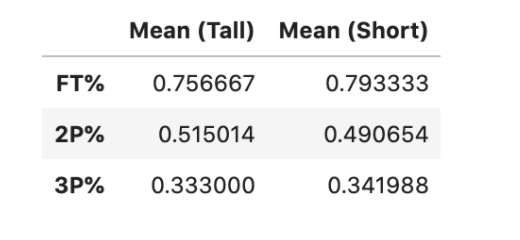 Mean (Tall) Mean (Short)
FT% 0.756667 0.793333
2P% 0.515014 0.490654
3P% 0.333000 0.341988